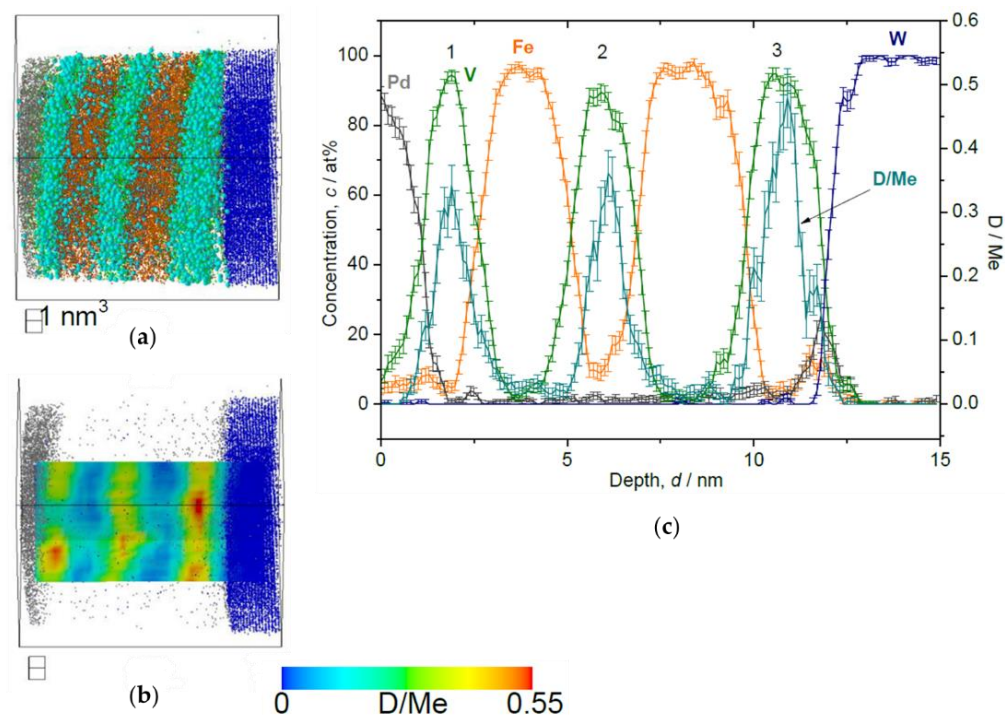 1 nm³
(a)
0
D/Me
0.55
(b)
Concentration, c / at%
100
80
60
40
20
0
Pd
1
V
Fe
2
3
W
D/Me
0.6
0.5
0.4
0.3
0.2
0.1
0.0
D / Me
0
5
10
15
Depth, d / nm
(c)